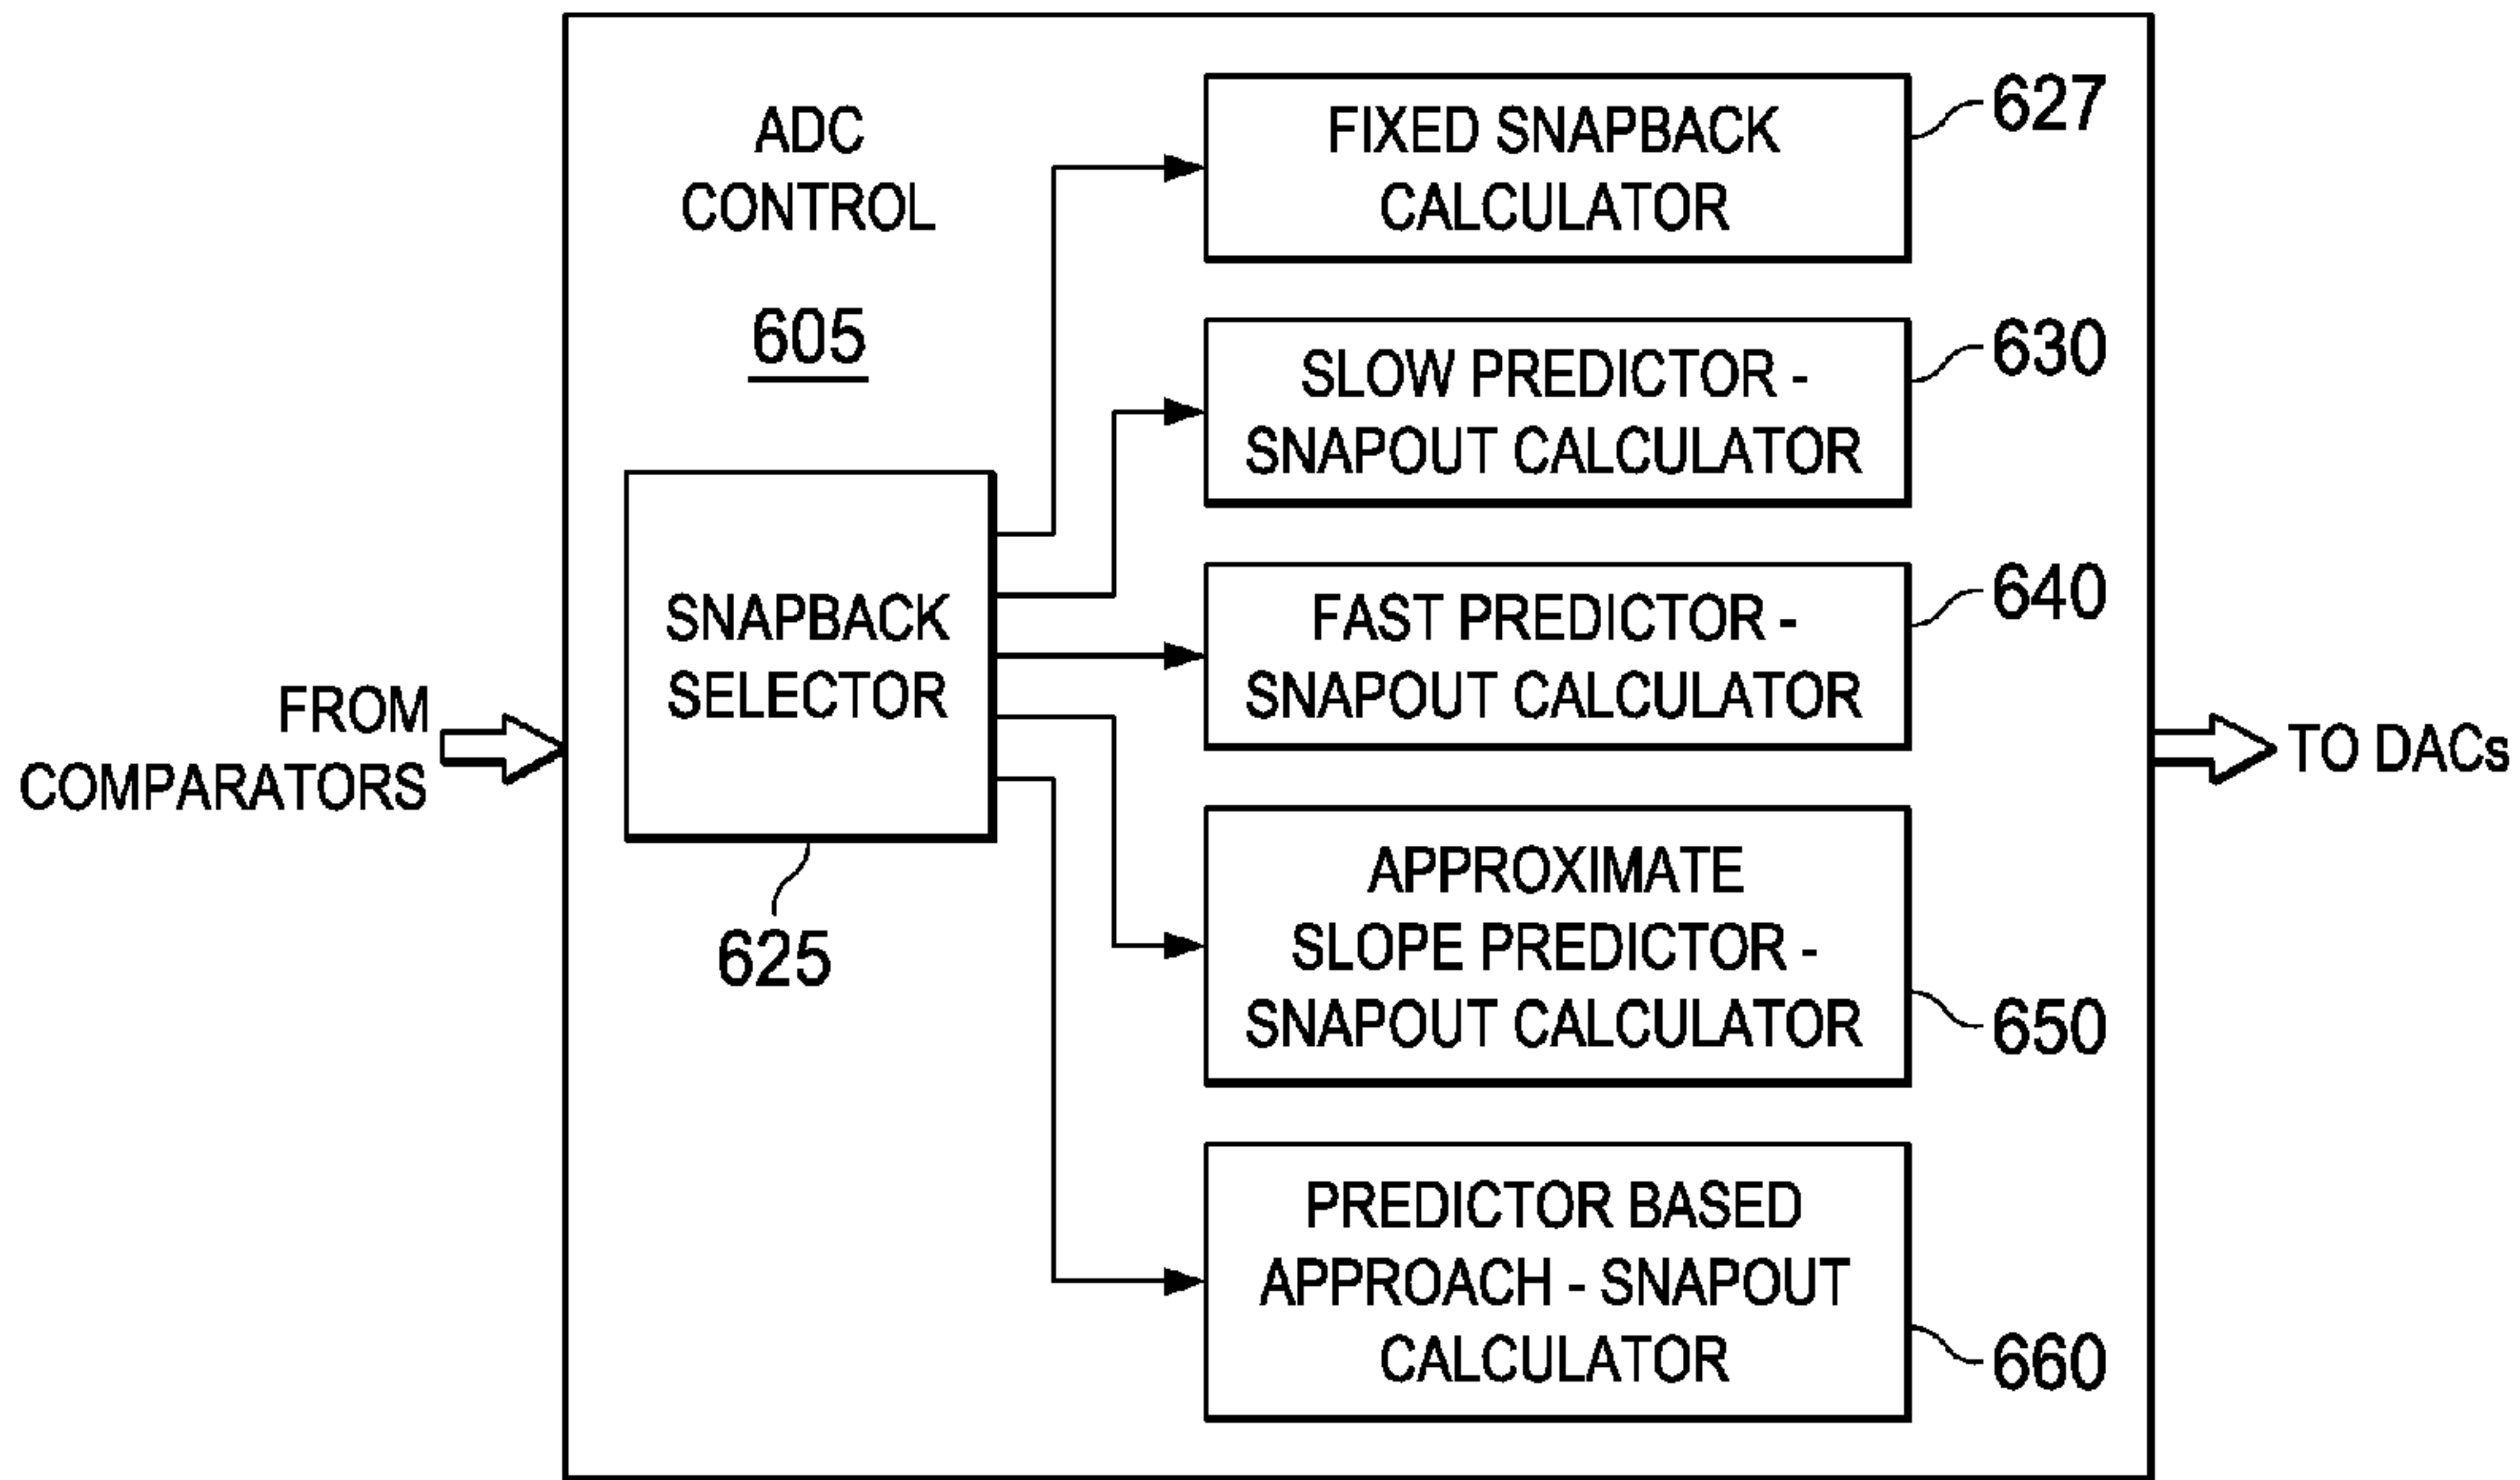 ADC
CONTROL
605
FIXED SNAPBACK
CALCULATOR
627
SLOW PREDICTOR -
SNAPOUT CALCULATOR
630
SNAPBACK
SELECTOR
625
FAST PREDICTOR -
SNAPOUT CALCULATOR
640
FROM
COMPARATORS
TO DACs
APPROXIMATE
SLOPE PREDICTOR -
SNAPOUT CALCULATOR
650
PREDICTOR BASED
APPROACH - SNAPOUT
CALCULATOR
660